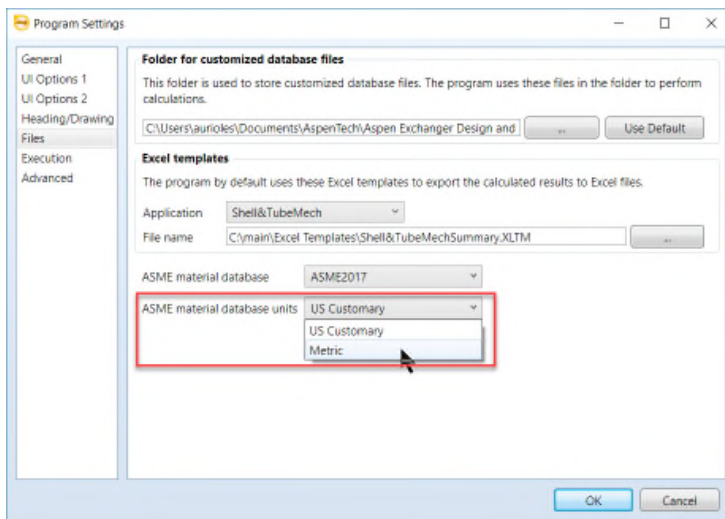 Program Settings
General
UI Options 1
UI Options 2
Heading/Drawing
Files
Execution
Advanced
Folder for customized database files
This folder is used to store customized database files. The program uses these files in the folder to perform
calculations.
C:\Users\aurioles\Documents\AspenTech\Aspen Exchanger Design and
...
Use Default
Excel templates
The program by default uses these Excel templates to export the calculated results to Excel files.
Application
Shell&TubeMech
File name
C:\main\Excel Templates\Shell&TubeMechSummary.XLTM
...
ASME material database
ASME2017
ASME material database units
US Customary
US Customary
Metric
OK
Cancel